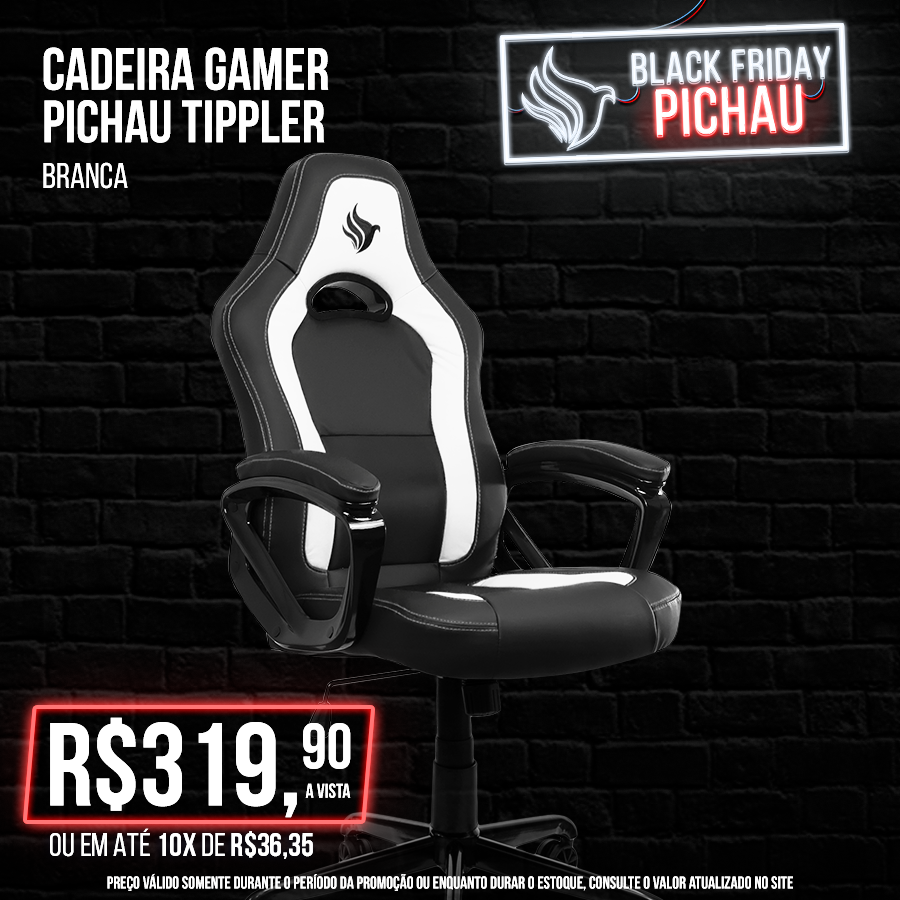 CADEIRA GAMER
PICHAU TIPPLER
BRANCA
BLACK FRIDAY
PICHAU
R$319,90
A VISTA
OU EM ATÉ 10X DE R$36,35
PREÇO VÁLIDO SOMENTE DURANTE O PERÍODO DA PROMOÇÃO OU ENQUANTO DURAR O ESTOQUE, CONSULTE O VALOR ATUALIZADO NO SITE